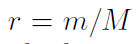 r = m/M